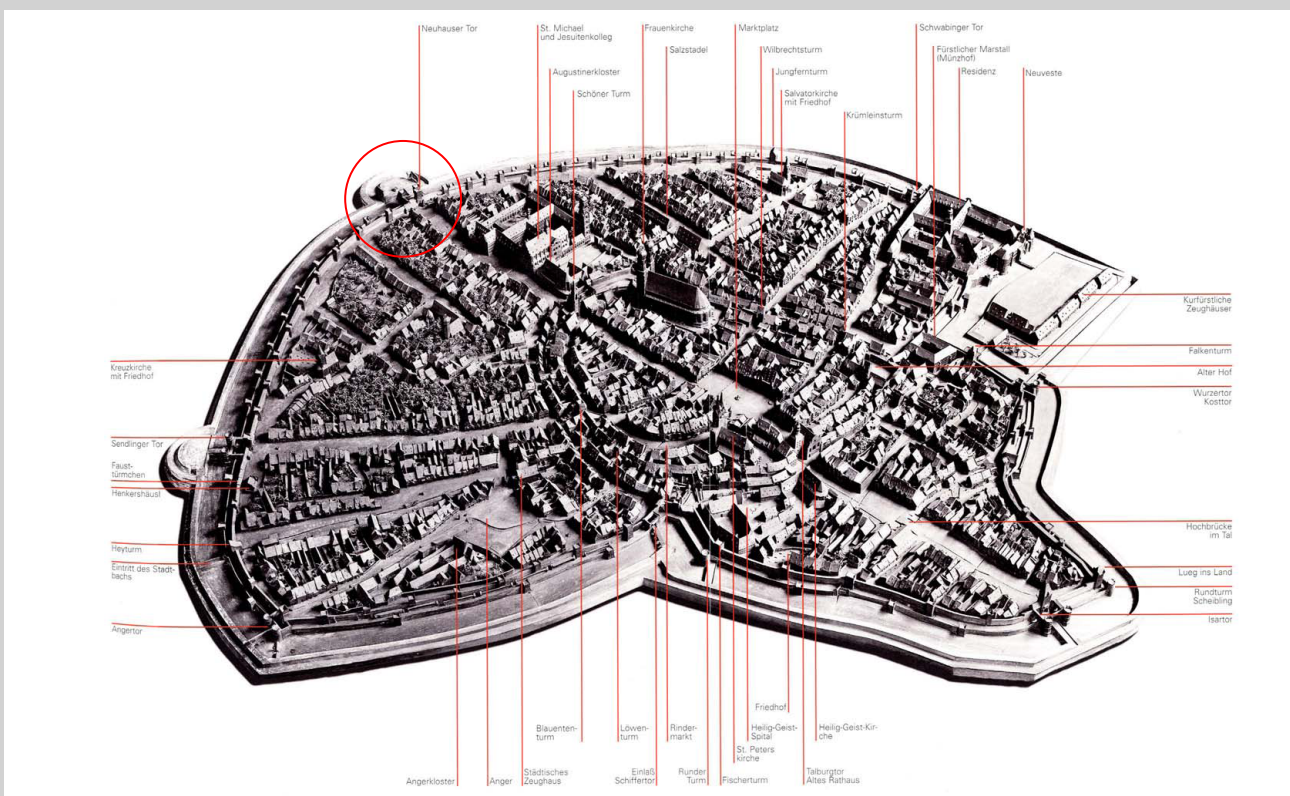 Neuhauser Tor
St. Michael
und Jesuitenkolleg
Frauenkirche
Marktplatz
Schwabinger Tor
Salzstadel
Wilbrechtsturm
Fürstlicher Marstall
(Münzhof)
Augustinerkloster
Jungfernturm
Residenz
Neuveste
Schöner Turm
Salvatorkirche
mit Friedhof
Krümleinsturm
Kurfürstliche
Zeughäuser
Falkenturm
Alter Hof
Wurzertor
Kosttor
Hochbrücke
im Tal
Lueg ins Land
Rundturm
Scheibling
Isartor
Kreuzkirche
mit Friedhof
Sendlinger Tor
Faust-
türmchen
Henkershäusl
Heyturm
Eintritt des Stadt-
bachs
Angertor
Angerkloster
Anger
Städtisches
Zeughaus
Blauenten-
turm
Löwen-
turm
Einlaß
Schiffertor
Rinder-
markt
Runder
Turm
Fischerturm
St. Peters
kirche
Heilig-Geist-
Spital
Friedhof
Talburgtor
Altes Rathaus
Heilig-Geist-Kir-
che